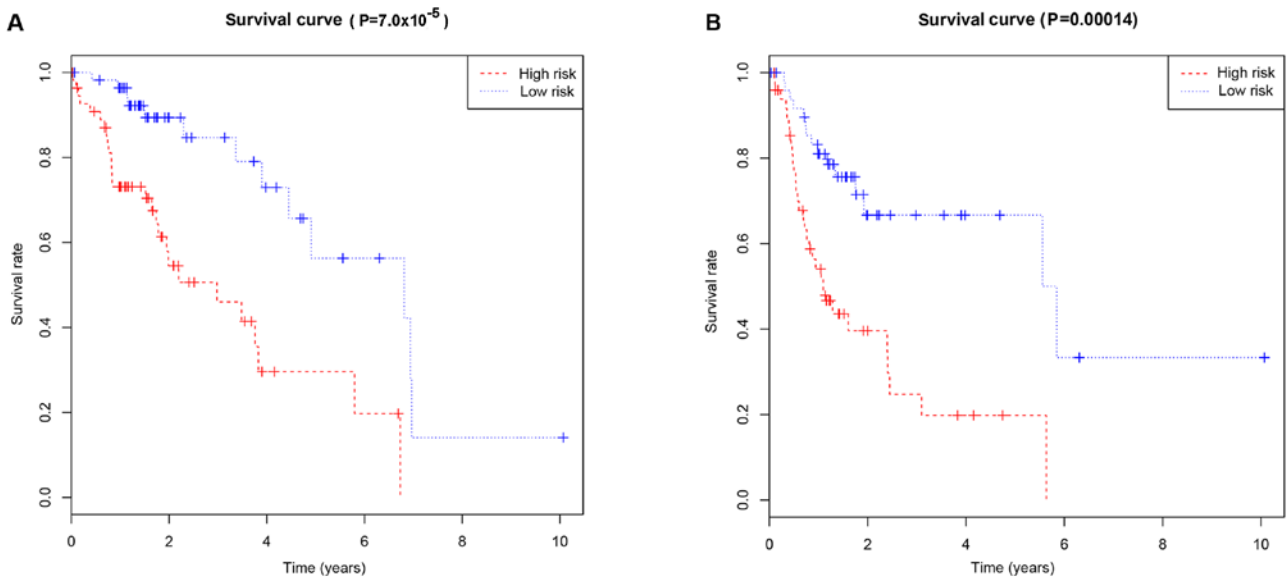 A
Survival curve ( P=7.0x10-5)
High risk
Low risk
Survival rate
1.0
0.8
0.6
0.4
0.2
0.0
0 2 4 6 8 10
Time (years)
B
Survival curve (P=0.00014)
High risk
Low risk
Survival rate
1.0
0.8
0.6
0.4
0.2
0.0
0 2 4 6 8 10
Time (years)